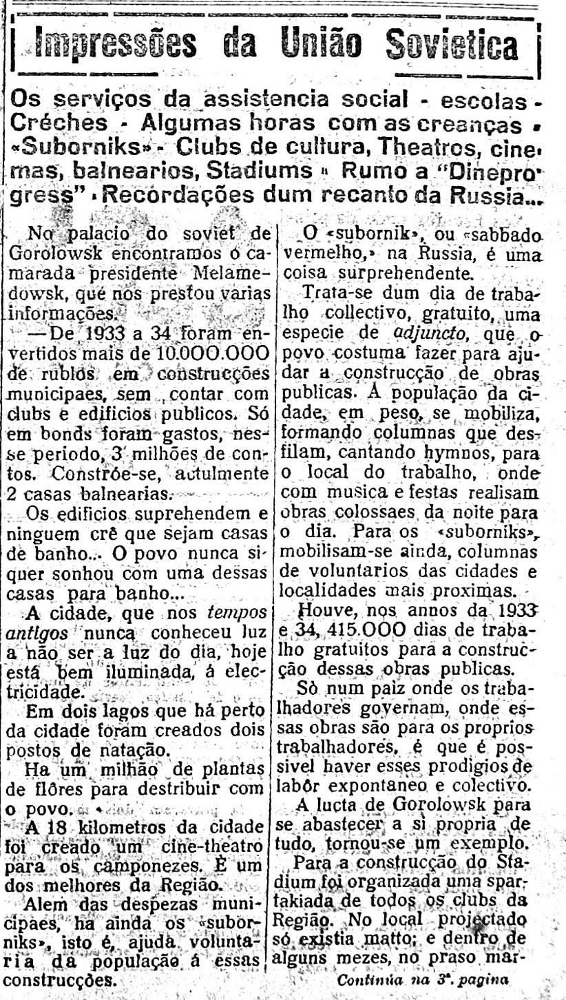 Impressões da União Sovietica
Os serviços da assistencia social - escolas -
Créches - Algumas horas com as creanças -
«Suborniks» - Clubs de cultura, Theatros, cine-
mas, balnearios, Stadiums - Rumo a "Dinepro-
gress" - Recordações dum recanto da Russia...
No palacio do soviet de
Gorolowsk encontramos o ca-
marada presidente Melame-
dowsk, que nos prestou varias
informações.
—De 1933 a 34 foram en-
vertidos mais de 10.000.000
de rublos em construcções
municipaes, sem contar com
clubs e edificios publicos. Só
em bonds foram gastos, nes-
se periodo, 3 milhões de con-
tos. Constróe-se, actulmente
2 casas balnearias.
Os edificios suprehendem e
ninguem crê que sejam casas
de banho... O povo nunca si-
quer sonhou com uma dessas
casas para banho...
A cidade, que nos tempos
antigos nunca conheceu luz
a não ser a luz do dia, hoje
está bem iluminada, á elec-
tricidade.
Em dois lagos que há perto
da cidade foram creados dois
postos de natação.
Ha um milhão de plantas
de flôres para destribuir com
o povo.
A 18 kilometros da cidade
foi creado um cine-theatro
para os camponezes. É um
dos melhores da Região.
Alem das despezas muni-
cipaes, ha ainda os «subor-
niks», isto é, ajuda volunta-
ria da população á essas
construcções.
O «subornik», ou «sabbado
vermelho,» na Russia, é uma
coisa surprehendente.
Trata-se dum dia de traba-
lho collectivo, gratuito, uma
especie de adjuncto, que o
povo costuma fazer para aju-
dar a construcção de obras
publicas. A população da ci-
dade, em peso, se mobiliza,
formando columnas que des-
filam, cantando hymnos, para
o local do trabalho, onde
com musica e festas realisam
obras colossaes da noite para
o dia. Para os «suborniks»,
mobilisam-se ainda, columnas
de voluntarios das cidades e
localidades mais proximas.
Houve, nos annos da 1933
e 34, 415.000 dias de traba-
lho gratuitos para a construc-
ção dessas obras publicas.
Só num paiz onde os traba-
lhadores governam, onde es-
sas obras são para os proprios
trabalhadores, é que é pos-
sivel haver esses prodigios de
labôr expontaneo e colectivo.
A lucta de Gorolowsk para
se abastecer a si propria de
tudo, tornou-se um exemplo.
Para a construcção do Sta-
dium foi organizada uma spar-
takiada de todos os clubs da
Região. No local projectado
só existia matto; e dentro de
alguns mezes, no praso mar-
Continúa na 3ª. pagina